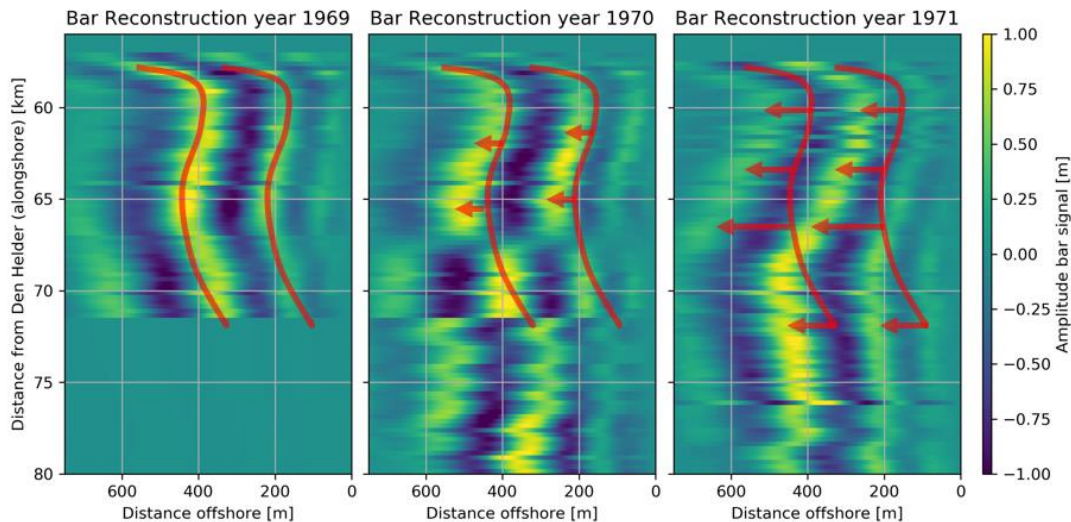 Bar Reconstruction year 1969
Bar Reconstruction year 1970
Bar Reconstruction year 1971
Distance from Den Helder (alongshore) [km]
60
65
70
75
80
600 400 200 0
600 400 200 0
600 400 200 0
Distance offshore [m]
Distance offshore [m]
Distance offshore [m]
1.00
0.75
0.50
0.25
0.00
−0.25
−0.50
−0.75
−1.00
Amplitude bar signal [m]